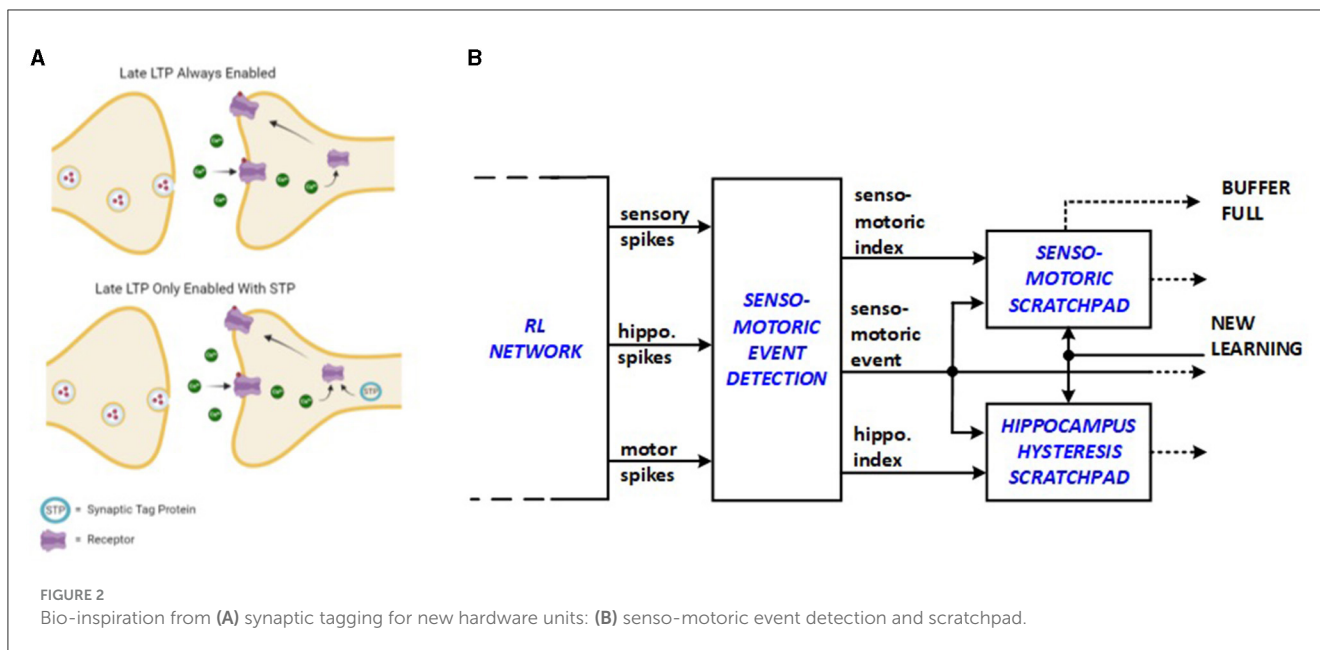 A
Late LTP Always Enabled
Ca²⁺
Late LTP Only Enabled With STP
STP
STP = Synaptic Tag Protein
= Receptor
B
RL
NETWORK
sensory
spikes
hippo.
spikes
motor
spikes
SENSO-
MOTORIC
EVENT
DETECTION
senso-
motoric
index
senso-
motoric
event
hippo.
index
SENSO-
MOTORIC
SCRATCHPAD
HIPPOCAMPUS
HYSTERESIS
SCRATCHPAD
BUFFER
FULL
NEW
LEARNING
FIGURE 2
Bio-inspiration from (A) synaptic tagging for new hardware units: (B) senso-motoric event detection and scratchpad.